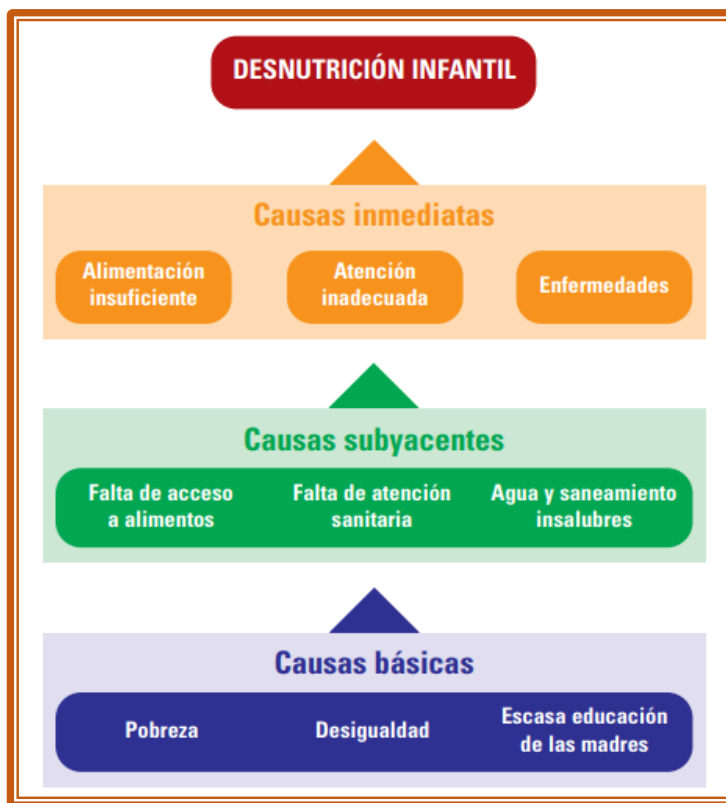 DESNUTRICIÓN INFANTIL
Causas inmediatas
Alimentación
insuficiente
Atención
inadecuada
Enfermedades
Causas subyacentes
Falta de acceso
a alimentos
Falta de atención
sanitaria
Agua y saneamiento
insalubres
Causas básicas
Pobreza
Desigualdad
Escasa educación
de las madres